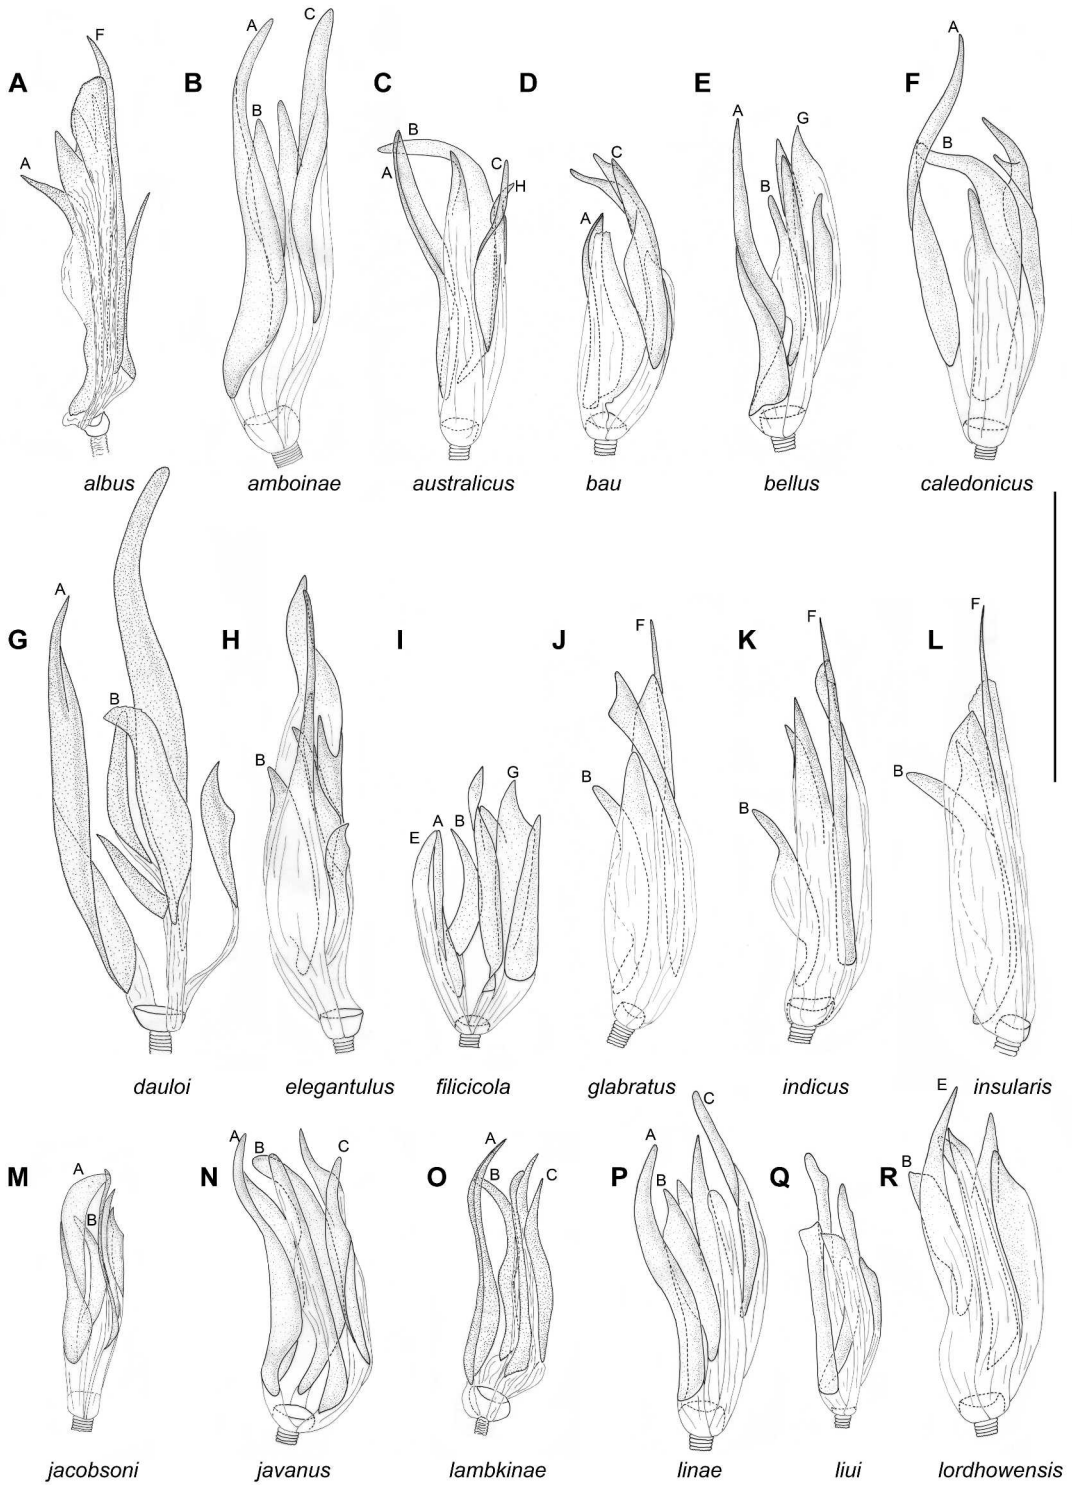 A B C D E F
F A A B C B A C A H C A A B G A B
albus amboinae australicus bau bellus caledonicus
G H I J K L
A B B E A B G F B F B F B
dauloi elegantulus filicicola glabratus indicus insularis
M N O P Q R
A B A B C A B C A B C E B
jacobsoni javanus lambkinae linae liui lordhowensis